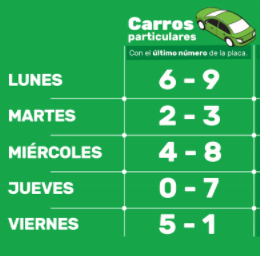 Carros
particulares
Con el último número de la placa.
LUNES 6 - 9
MARTES 2 - 3
MIÉRCOLES 4 - 8
JUEVES 0 - 7
VIERNES 5 - 1